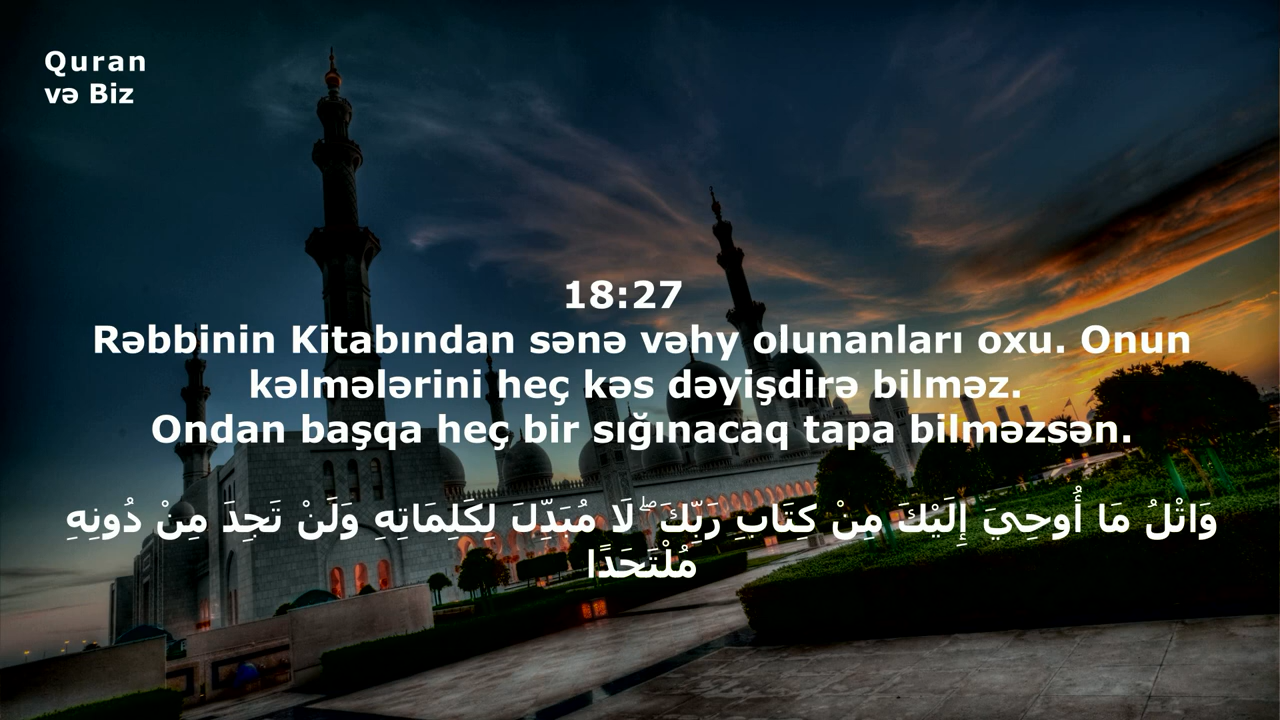 Quran
və Biz
18:27
Rəbbinin Kitabından sənə vəhy olunanları oxu. Onun
kəlmələrini heç kəs dəyişdirə bilməz.
Ondan başqa heç bir sığınacaq tapa bilməzsən.
وَاتْلُ مَا أُوحِيَ إِلَيْكَ مِنْ كِتَابِ رَبِّكَ ۖ لَا مُبَدِّلَ لِكَلِمَاتِهِ وَلَنْ تَجِدَ مِنْ دُونِهِ
مُلْتَحَدًا